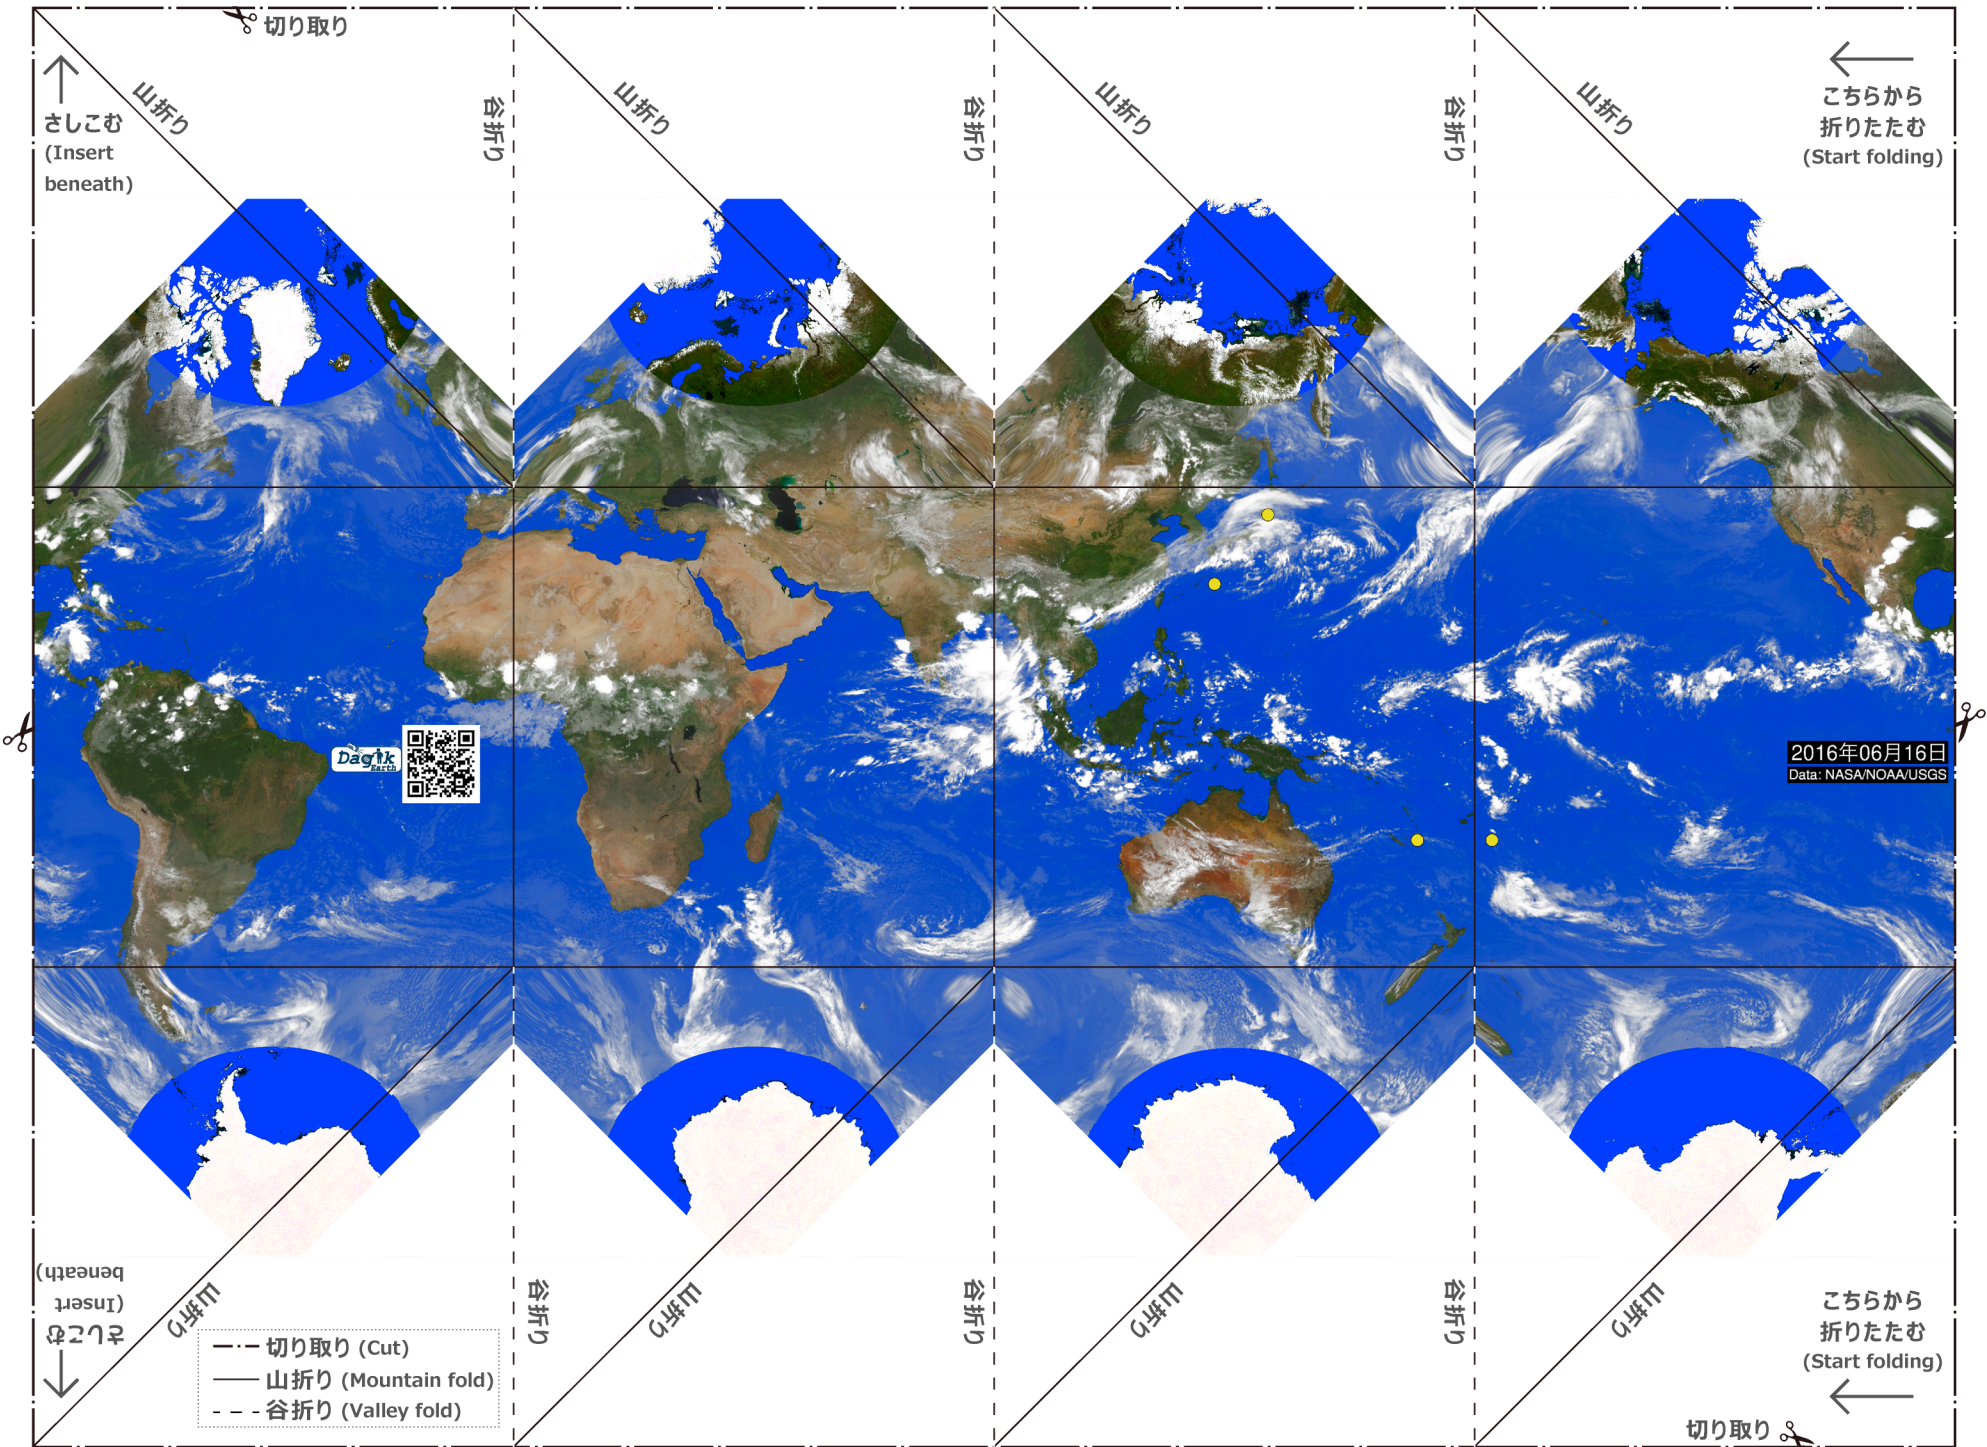 切り取り
山折り
谷折り
山折り
谷折り
山折り
谷折り
山折り
さしこむ
(Insert
beneath)
こちらから
折りたたむ
(Start folding)
Dagik
Earth
2016年06月16日
Data: NASA/NOAA/USGS
さしこむ
(Insert
beneath)
山折り
谷折り
山折り
谷折り
山折り
谷折り
山折り
こちらから
折りたたむ
(Start folding)
切り取り (Cut)
山折り (Mountain fold)
谷折り (Valley fold)
切り取り